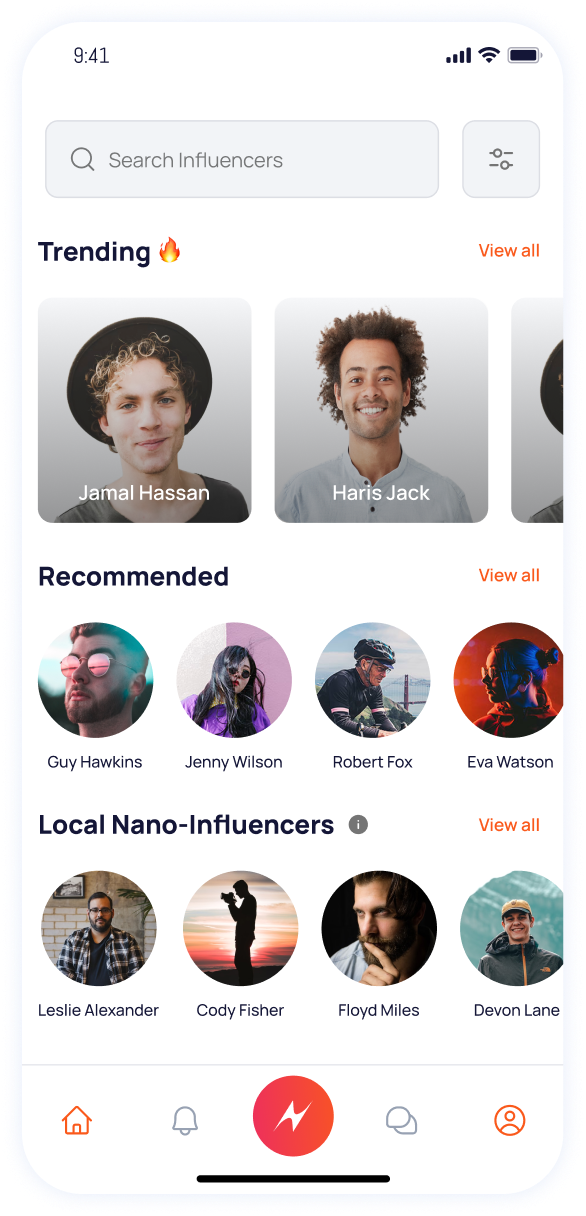 9:41
Search Influencers
Trending 🔥 View all
Jamal Hassan Haris Jack
Recommended View all
Guy Hawkins Jenny Wilson Robert Fox Eva Watson
Local Nano-Influencers i View all
Leslie Alexander Cody Fisher Floyd Miles Devon Lane